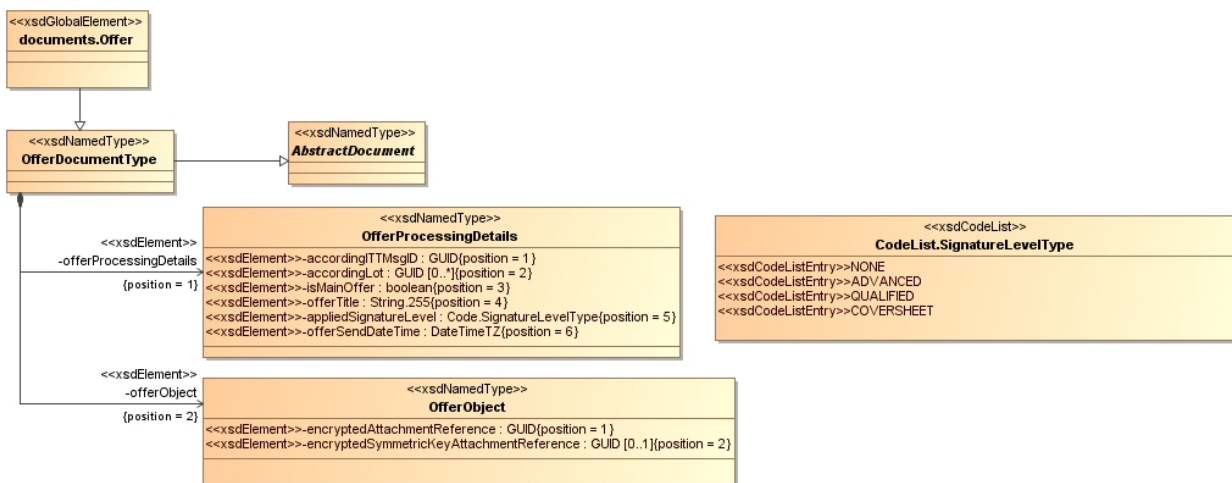 <<xsdGlobalElement>>
documents.Offer
<<xsdNamedType>>
OfferDocumentType
<<xsdNamedType>>
AbstractDocument
<<xsdElement>>
-offerProcessingDetails
{position = 1}
<<xsdNamedType>>
OfferProcessingDetails
<<xsdElement>>-accordingITTMsgID : GUID{position = 1}
<<xsdElement>>-accordingLot : GUID [0..*]{position = 2}
<<xsdElement>>-isMainOffer : boolean{position = 3}
<<xsdElement>>-offerTitle : String.255{position = 4}
<<xsdElement>>-appliedSignatureLevel : Code.SignatureLevelType{position = 5}
<<xsdElement>>-offerSendDateTime : DateTimeTZ{position = 6}
<<xsdCodeList>>
CodeList.SignatureLevelType
<<xsdCodeListEntry>>NONE
<<xsdCodeListEntry>>ADVANCED
<<xsdCodeListEntry>>QUALIFIED
<<xsdCodeListEntry>>COVERSHEET
<<xsdElement>>
-offerObject
{position = 2}
<<xsdNamedType>>
OfferObject
<<xsdElement>>-encryptedAttachmentReference : GUID{position = 1}
<<xsdElement>>-encryptedSymmetricKeyAttachmentReference : GUID [0..1]{position = 2}